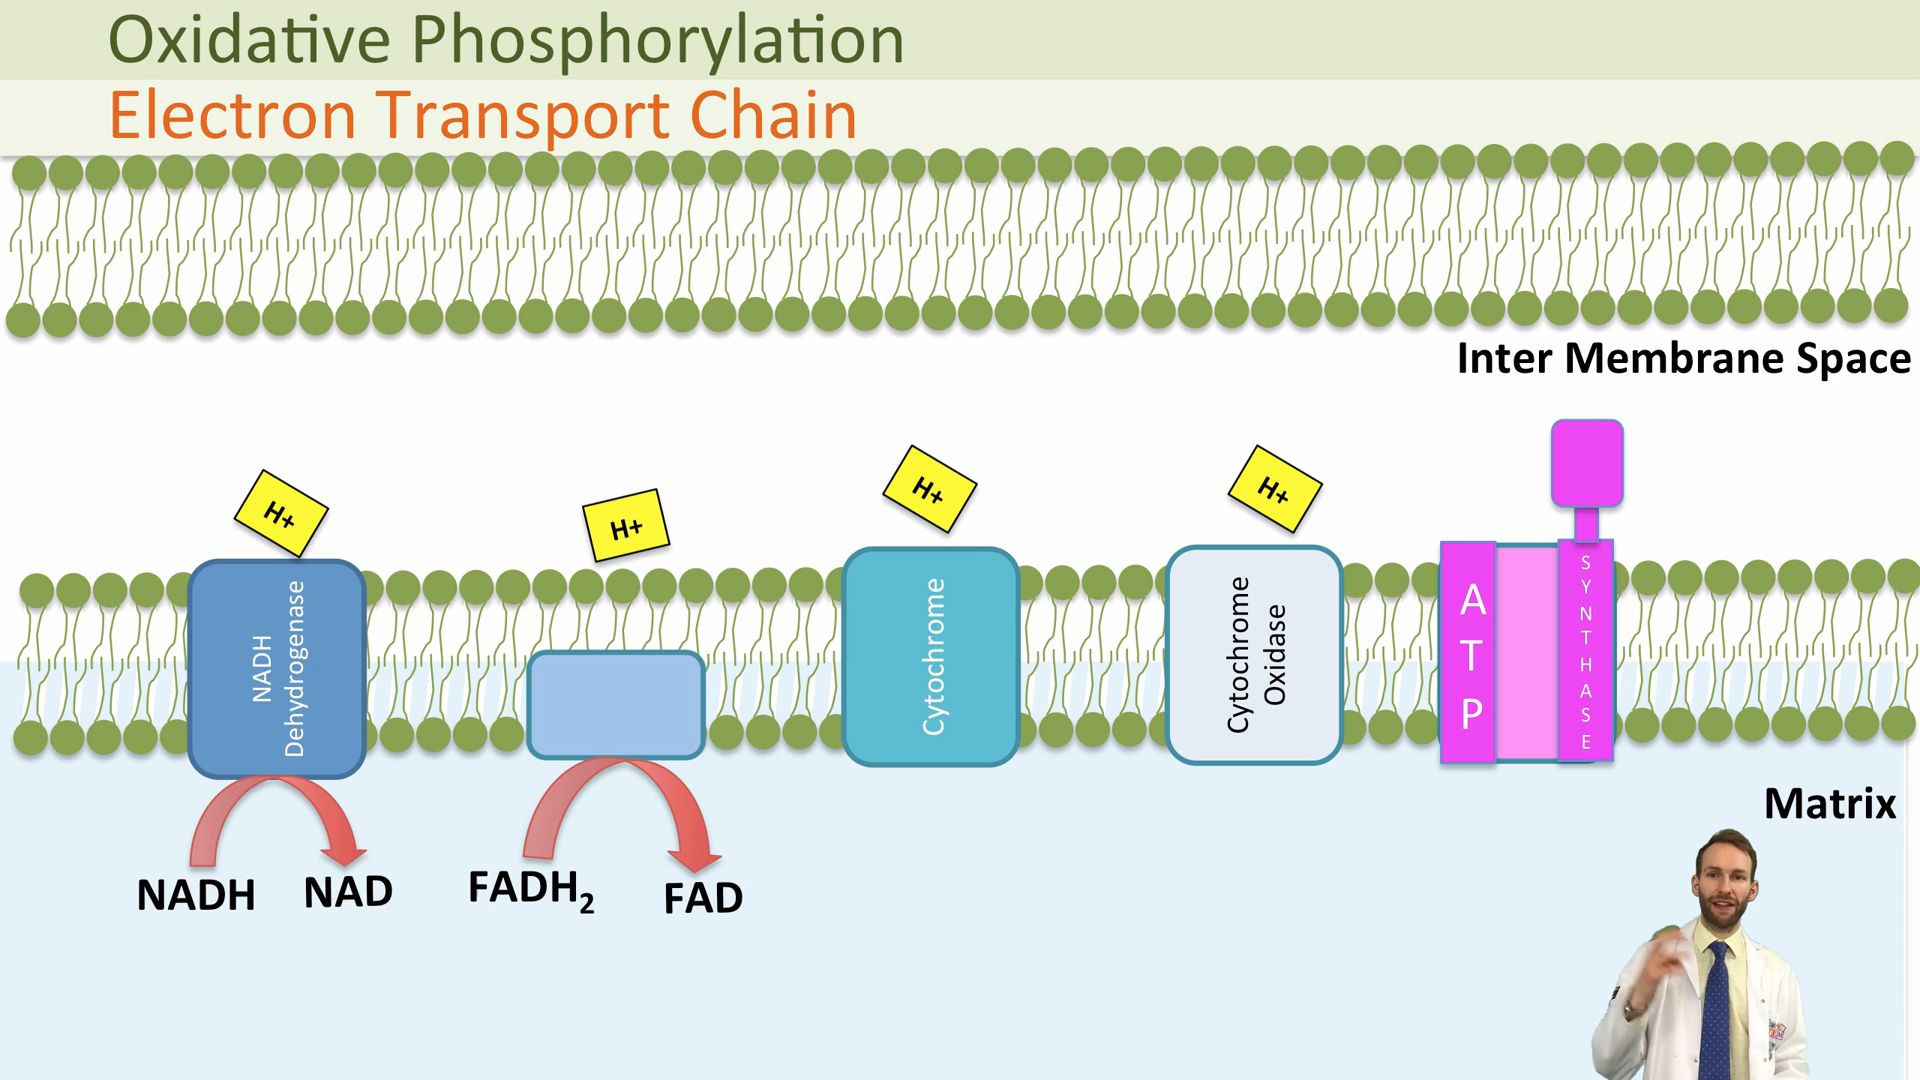 Oxidative Phosphorylation
Electron Transport Chain
Inter Membrane Space
H+
H+
H+
H+
NADH
Dehydrogenase
Cytochrome
Cytochrome
Oxidase
ATP
SYNTHASE
Matrix
NADH
NAD
FADH₂
FAD